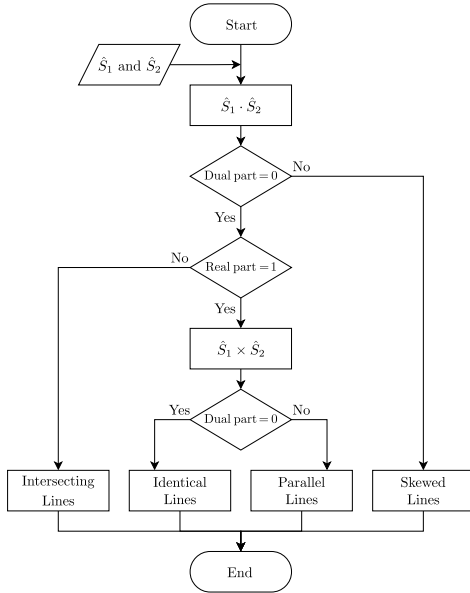 Start
Ŝ₁ and Ŝ₂
Ŝ₁ · Ŝ₂
Dual part = 0
No
Yes
Real part = 1
No
Yes
Ŝ₁ × Ŝ₂
Dual part = 0
Yes
No
Intersecting
Lines
Identical
Lines
Parallel
Lines
Skewed
Lines
End